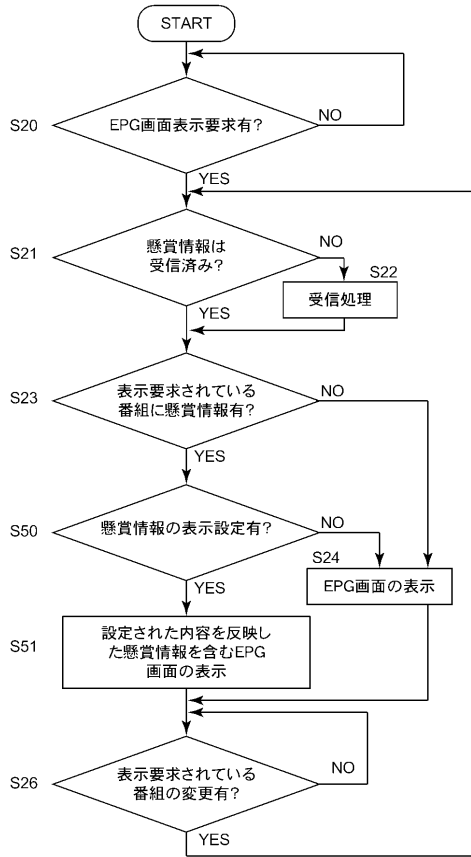 START
S20
EPG画面表示要求有?
NO
YES
S21
懸賞情報は
受信済み?
NO
S22
受信処理
YES
S23
表示要求されている
番組に懸賞情報有?
NO
YES
S50
懸賞情報の表示設定有?
NO
S24
EPG画面の表示
YES
S51
設定された内容を反映し
た懸賞情報を含むEPG
画面の表示
S26
表示要求されている
番組の変更有?
NO
YES